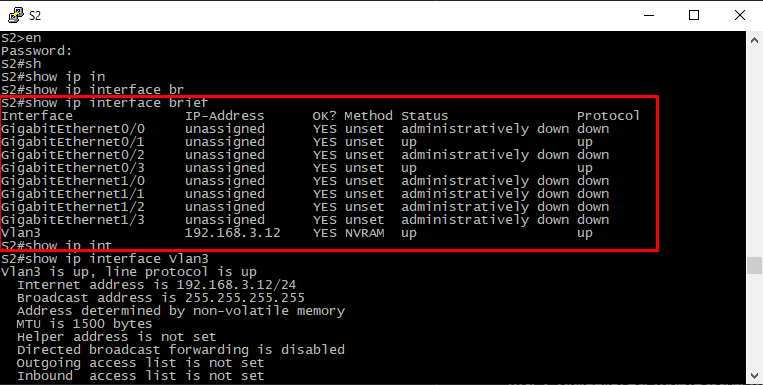 S2
S2>en
Password:
S2#sh
S2#show ip in
S2#show ip interface br
S2#show ip interface brief
Interface              IP-Address      OK? Method Status                Protocol
GigabitEthernet0/0     unassigned      YES unset  administratively down down
GigabitEthernet0/1     unassigned      YES unset  up                    up
GigabitEthernet0/2     unassigned      YES unset  administratively down down
GigabitEthernet0/3     unassigned      YES unset  up                    up
GigabitEthernet1/0     unassigned      YES unset  administratively down down
GigabitEthernet1/1     unassigned      YES unset  administratively down down
GigabitEthernet1/2     unassigned      YES unset  administratively down down
GigabitEthernet1/3     unassigned      YES unset  administratively down down
Vlan3                  192.168.3.12    YES NVRAM  up                    up
S2#show ip int
S2#show ip interface Vlan3
Vlan3 is up, line protocol is up
  Internet address is 192.168.3.12/24
  Broadcast address is 255.255.255.255
  Address determined by non-volatile memory
  MTU is 1500 bytes
  Helper address is not set
  Directed broadcast forwarding is disabled
  Outgoing access list is not set
  Inbound  access list is not set